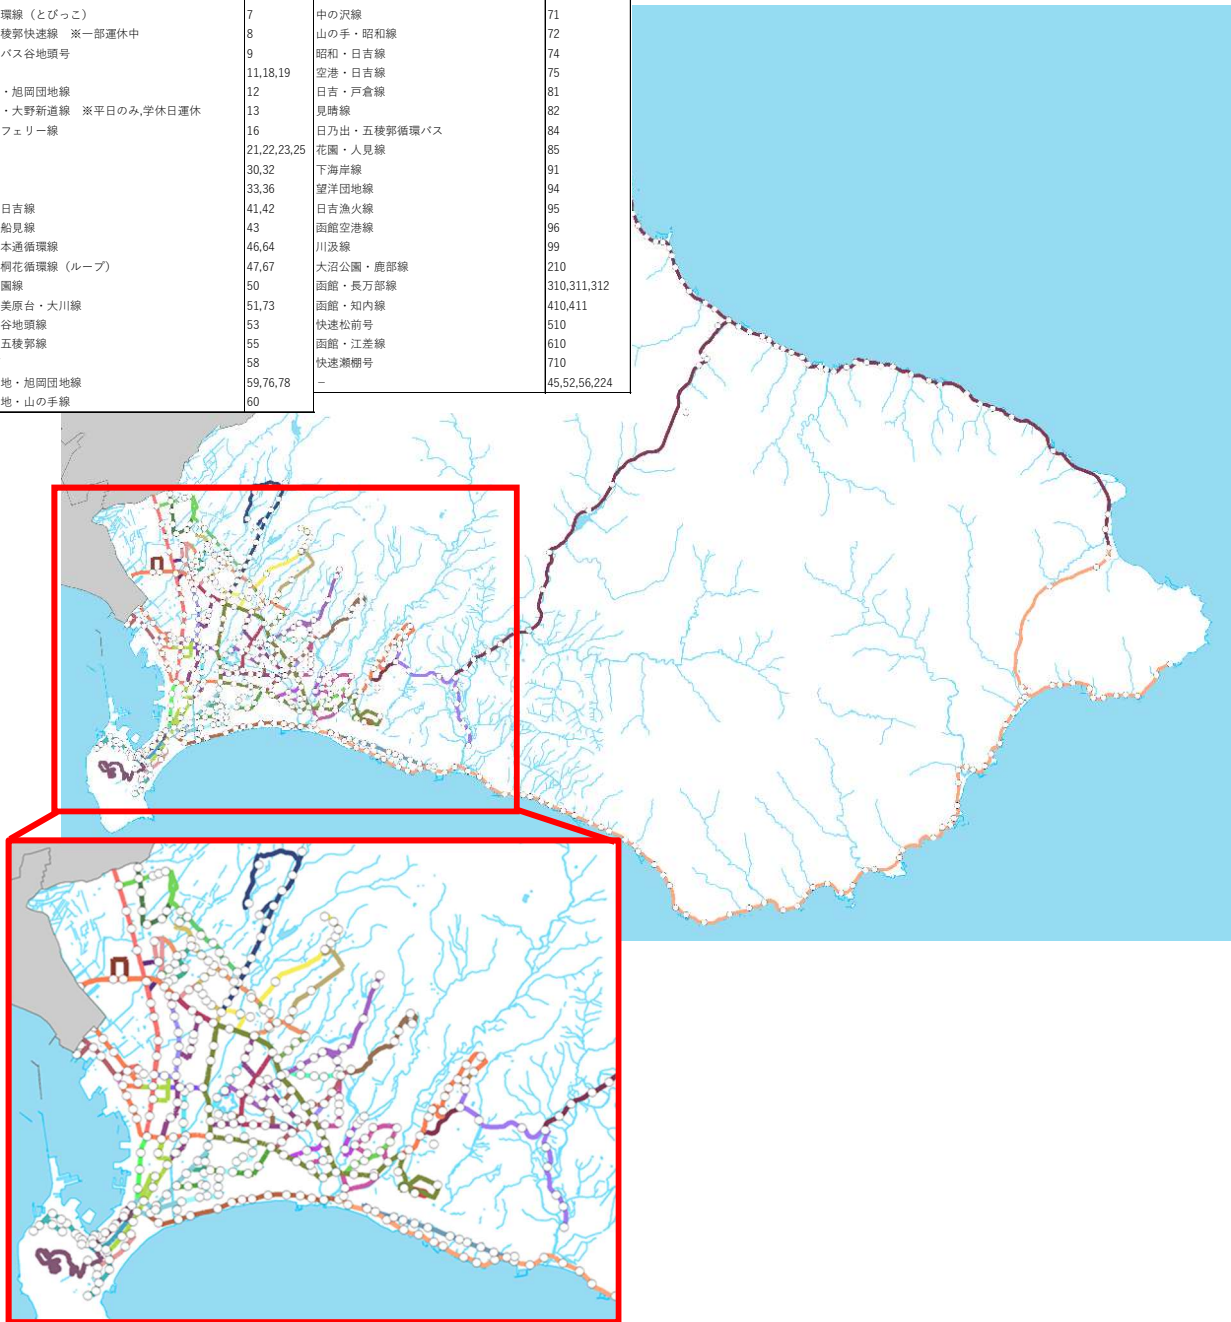 環線（とびっこ） 7 中の沢線 71
稜郭快速線　※一部運休中 8 山の手・昭和線 72
バス谷地頭号 9 昭和・日吉線 74
11,18,19 空港・日吉線 75
・旭岡団地線 12 日吉・戸倉線 81
・大野新道線　※平日のみ,学休日運休 13 見晴線 82
フェリー線 16 日乃出・五稜郭循環バス 84
21,22,23,25 花園・人見線 85
30,32 下海岸線 91
33,36 望洋団地線 94
日吉線 41,42 日吉漁火線 95
船見線 43 函館空港線 96
本通循環線 46,64 川汲線 99
桐花循環線（ループ） 47,67 大沼公園・鹿部線 210
園線 50 函館・長万部線 310,311,312
美原台・大川線 51,73 函館・知内線 410,411
谷地頭線 53 快速松前号 510
五稜郭線 55 函館・江差線 610
58 快速瀬棚号 710
地・旭岡団地線 59,76,78 － 45,52,56,224
地・山の手線 60